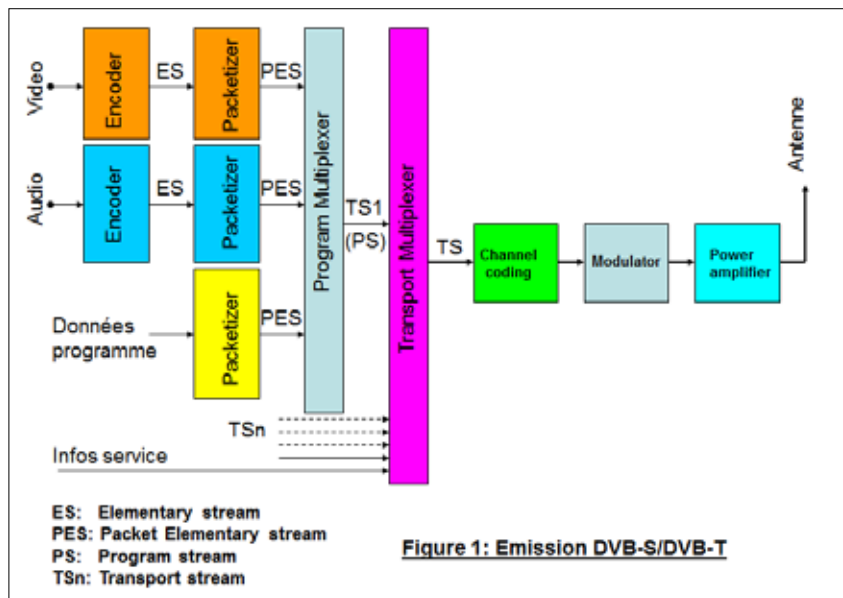 Video
Encoder
ES
Packetizer
PES
Audio
Encoder
ES
Packetizer
PES
Données
programme
Packetizer
PES
Program Multiplexer
TS1
(PS)
Transport Multiplexer
TSn
Infos service
TS
Channel
coding
Modulator
Power
amplifier
Antenne
ES: Elementary stream
PES: Packet Elementary stream
PS: Program stream
TSn: Transport stream
Figure 1: Emission DVB-S/DVB-T